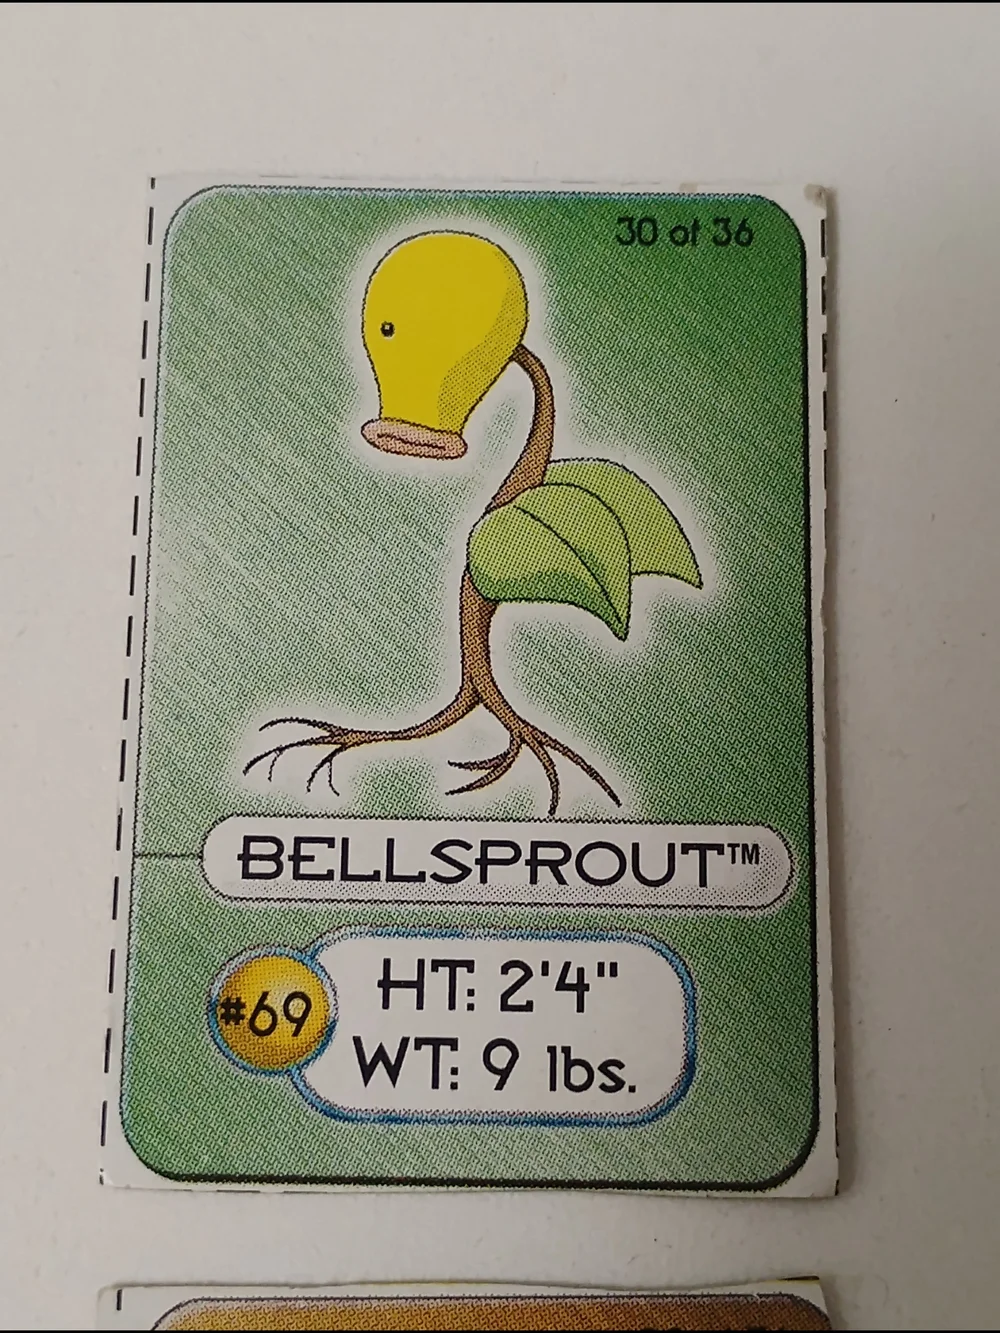 30 of 36
BELLSPROUT™
#69
HT: 2'4"
WT: 9 lbs.